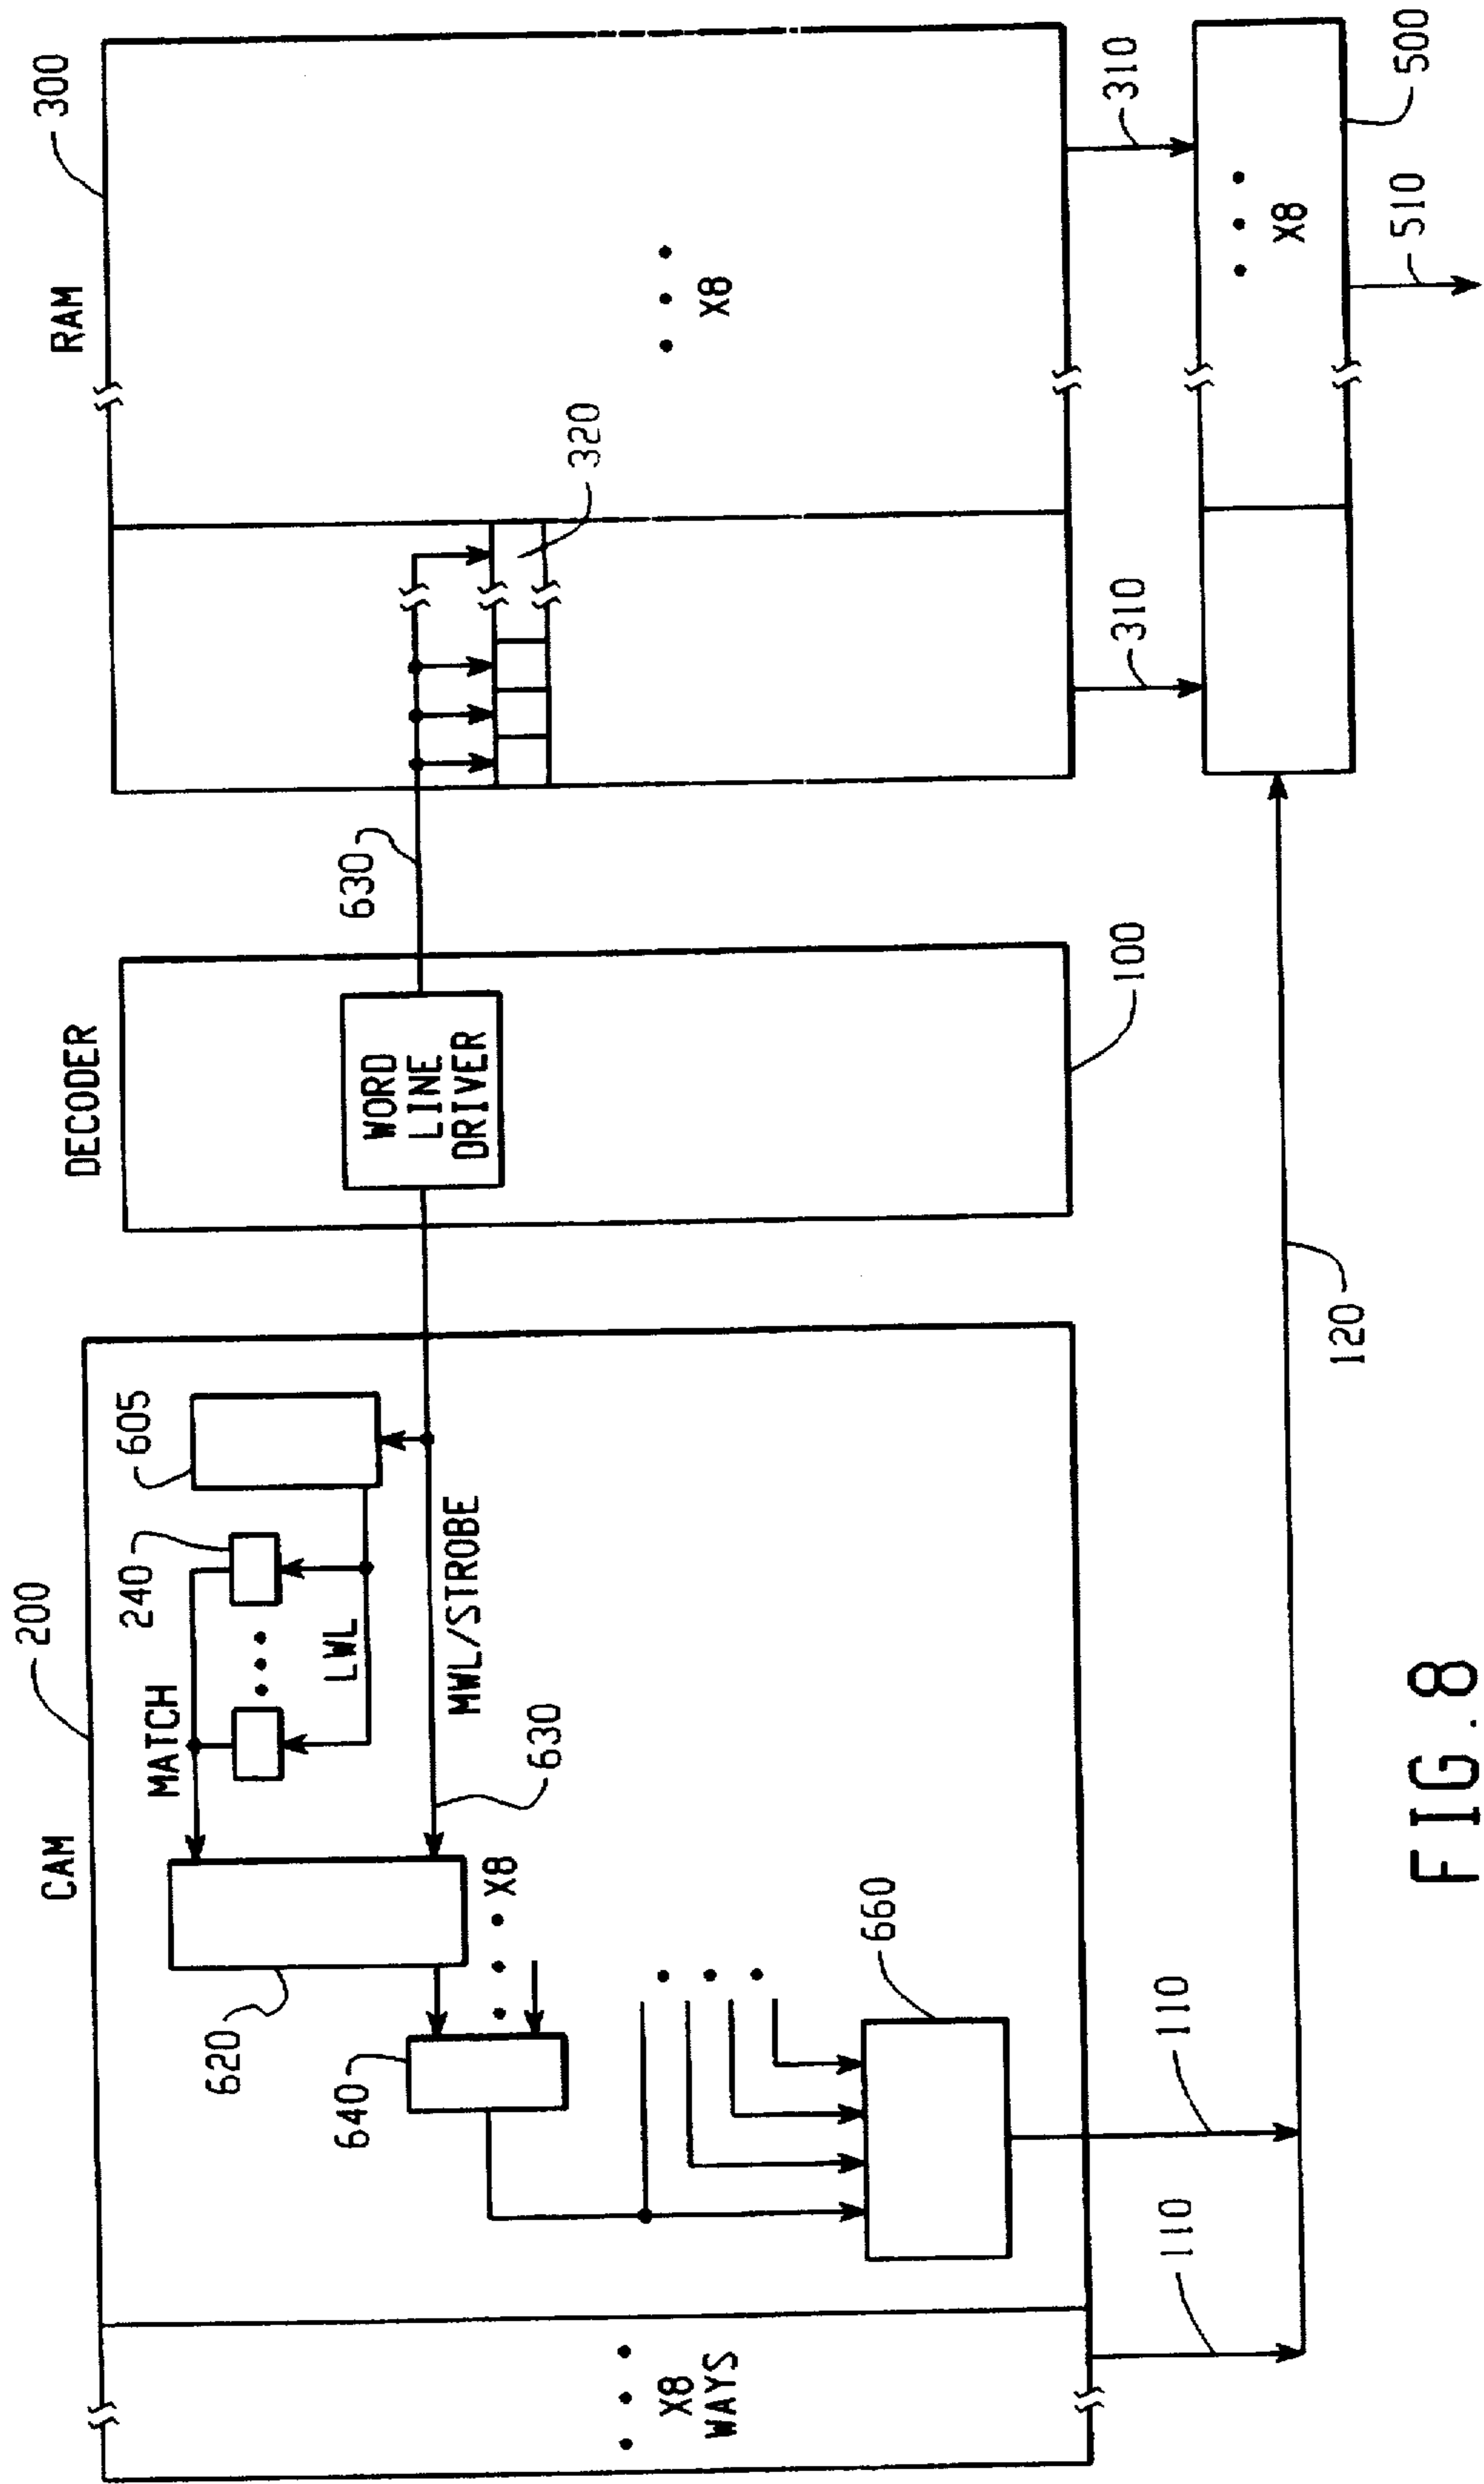 200
CAM
DECODER
RAM
300
MATCH
240
605
LWL
MWL/STROBE
630
620
X8
640
660
X8
WAYS
WORD
LINE
DRIVER
630
100
320
X8
110
110
120
310
310
X8
500
510
FIG.8